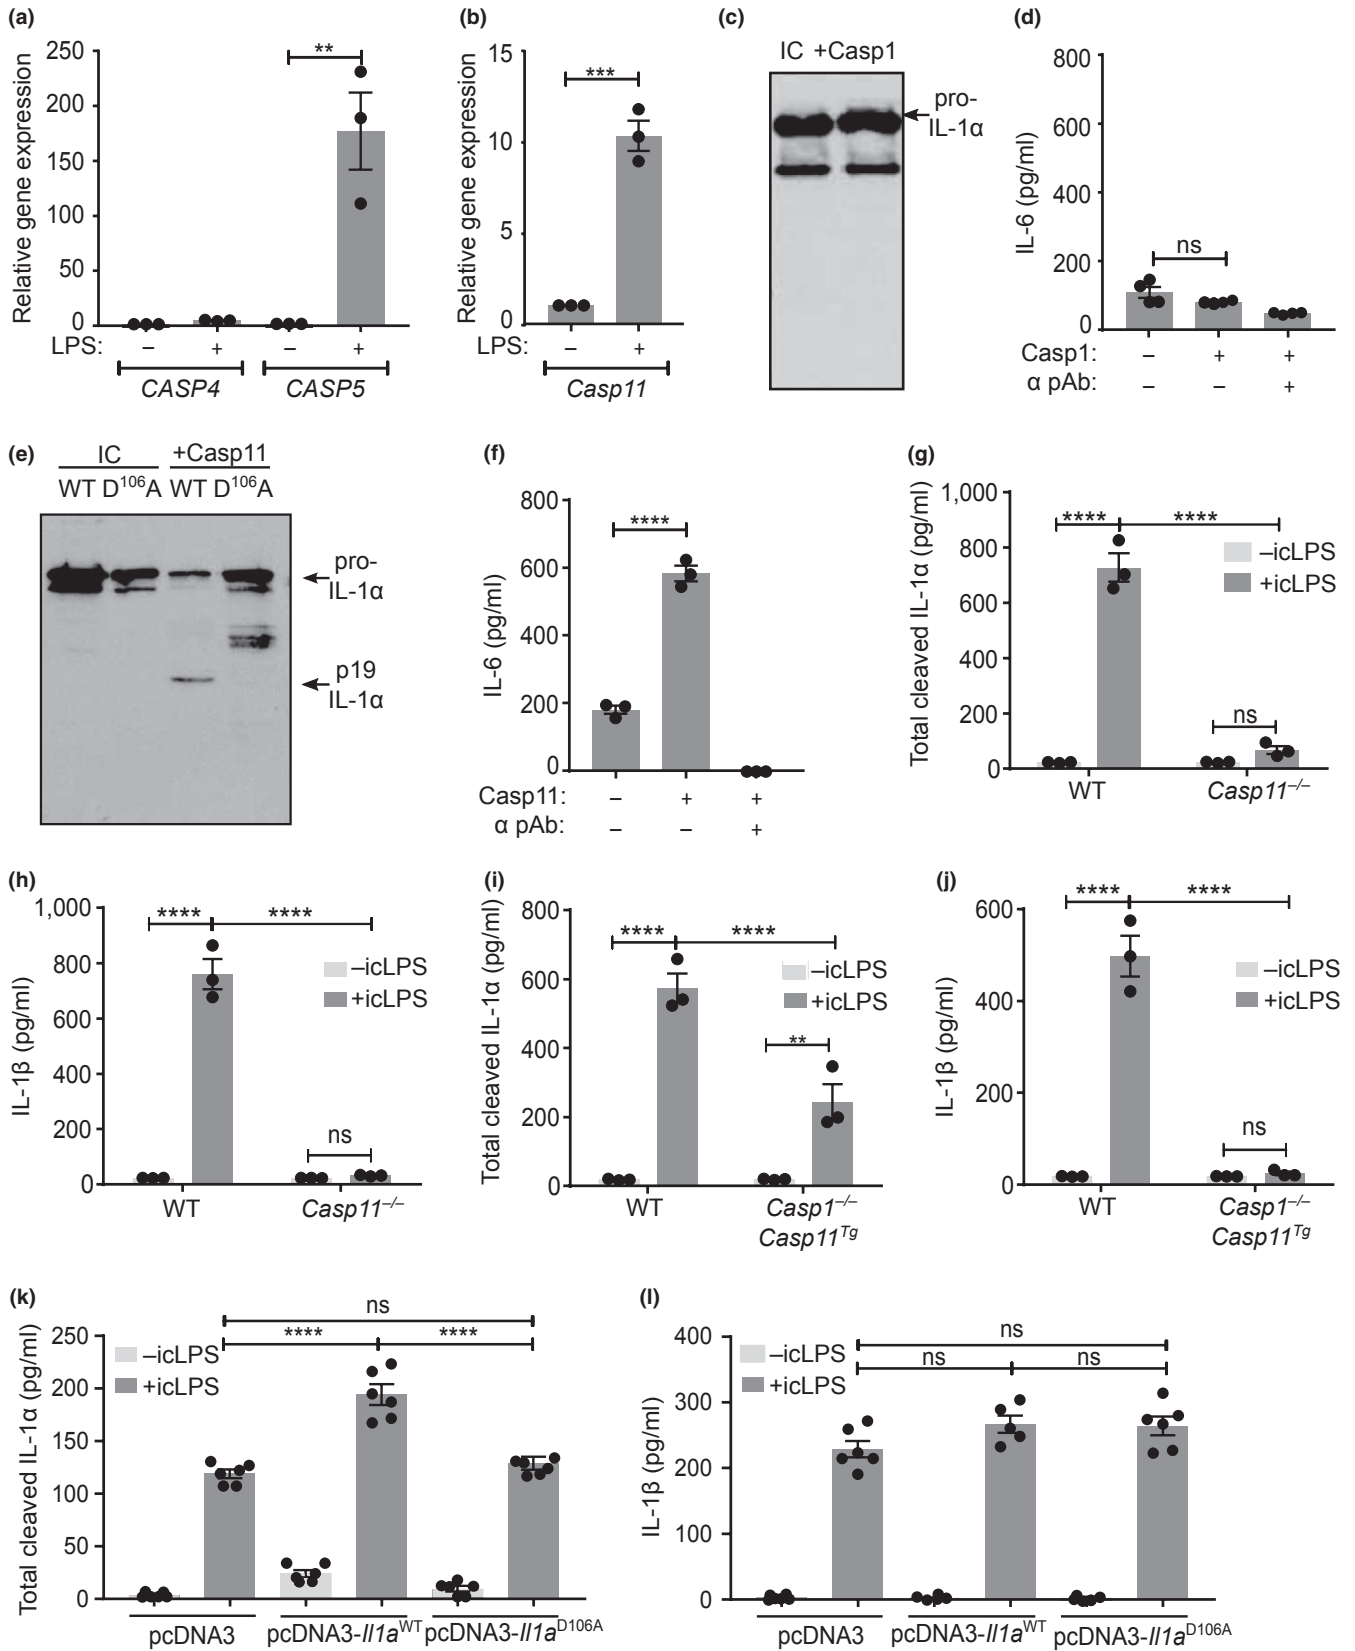 (a)
250
200
150
100
50
0
Relative gene expression
**
LPS: – + – +
CASP4 CASP5
(b)
15
10
5
0
Relative gene expression
***
LPS: – +
Casp11
(c)
IC +Casp1
pro-
IL-1α
(d)
800
600
400
200
0
IL-6 (pg/ml)
ns
Casp1: – + +
α pAb: – – +
(e)
IC +Casp11
WT D106A WT D106A
pro-
IL-1α
p19
IL-1α
(f)
800
600
400
200
0
IL-6 (pg/ml)
****
Casp11: – + +
α pAb: – – +
(g)
1,000
800
600
400
200
0
Total cleaved IL-1α (pg/ml)
**** ****
–icLPS
+icLPS
ns
WT Casp11–/–
(h)
1,000
800
600
400
200
0
IL-1β (pg/ml)
**** ****
–icLPS
+icLPS
ns
WT Casp11–/–
(i)
800
600
400
200
0
Total cleaved IL-1α (pg/ml)
**** ****
–icLPS
+icLPS
**
WT Casp1–/–
Casp11Tg
(j)
600
400
200
0
IL-1β (pg/ml)
**** ****
–icLPS
+icLPS
ns
WT Casp1–/–
Casp11Tg
(k)
250
200
150
100
50
0
Total cleaved IL-1α (pg/ml)
ns
**** ****
–icLPS
+icLPS
pcDNA3 pcDNA3-Il1aWT pcDNA3-Il1aD106A
(l)
400
300
200
100
0
IL-1β (pg/ml)
ns
ns ns
–icLPS
+icLPS
pcDNA3 pcDNA3-Il1aWT pcDNA3-Il1aD106A